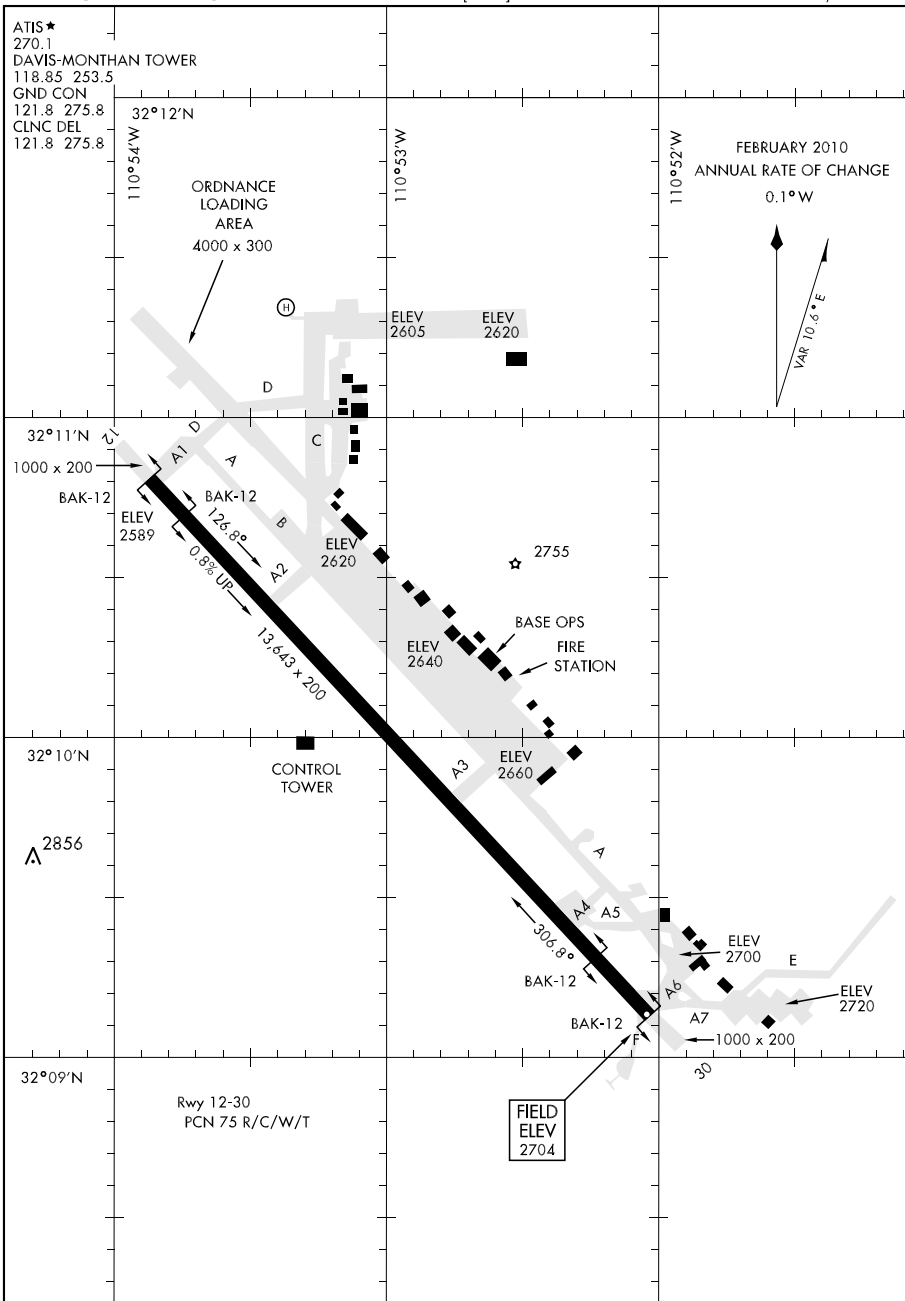 ATIS★
270.1
DAVIS-MONTHAN TOWER
118.85 253.5
GND CON
121.8 275.8
CLNC DEL
121.8 275.8
32°12'N
110°54'W
110°53'W
110°52'W
FEBRUARY 2010
ANNUAL RATE OF CHANGE
0.1° W
VAR 10.6° E
ORDNANCE
LOADING
AREA
4000 x 300
H
ELEV
2605
ELEV
2620
D
32°11'N
12
D
C
A1
A
1000 x 200
BAK-12
BAK-12
ELEV
2589
126.8°
B
0.8% UP
A2
ELEV
2620
2755
13,643 x 200
BASE OPS
FIRE
STATION
ELEV
2640
32°10'N
CONTROL
TOWER
A3
ELEV
2660
2856
A
A4
A5
306.8°
ELEV
2700
E
BAK-12
A6
ELEV
2720
BAK-12
A7
F
1000 x 200
32°09'N
30
Rwy 12-30
PCN 75 R/C/W/T
FIELD
ELEV
2704